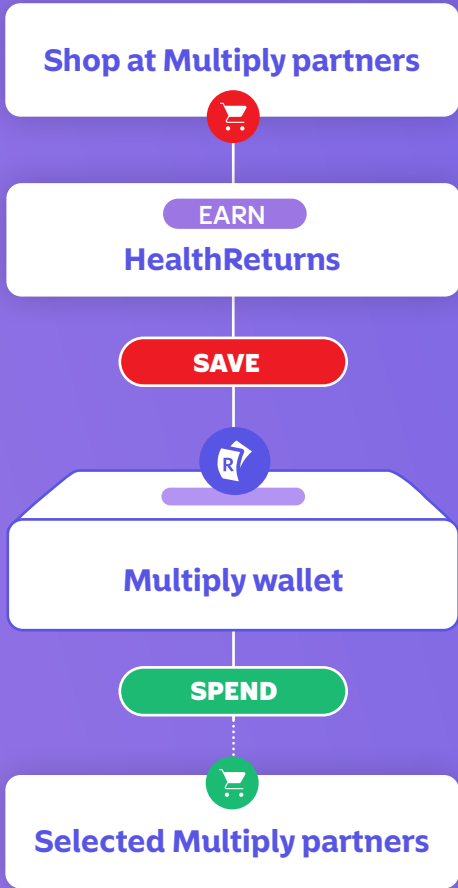 Shop at Multiply partners
EARN
HealthReturns
SAVE
R
Multiply wallet
SPEND
Selected Multiply partners